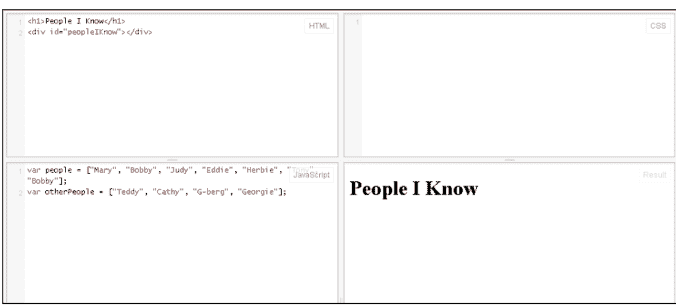 1 <h1>People I Know</h1>
2 <div id="peopleIKnow"></div>
HTML
1
CSS
1 var people = ["Mary", "Bobby", "Judy", "Eddie", "Herbie",
"Bobby"];
2 var otherPeople = ["Teddy", "Cathy", "G-berg", "Georgie"];
JavaScript
People I Know
Result